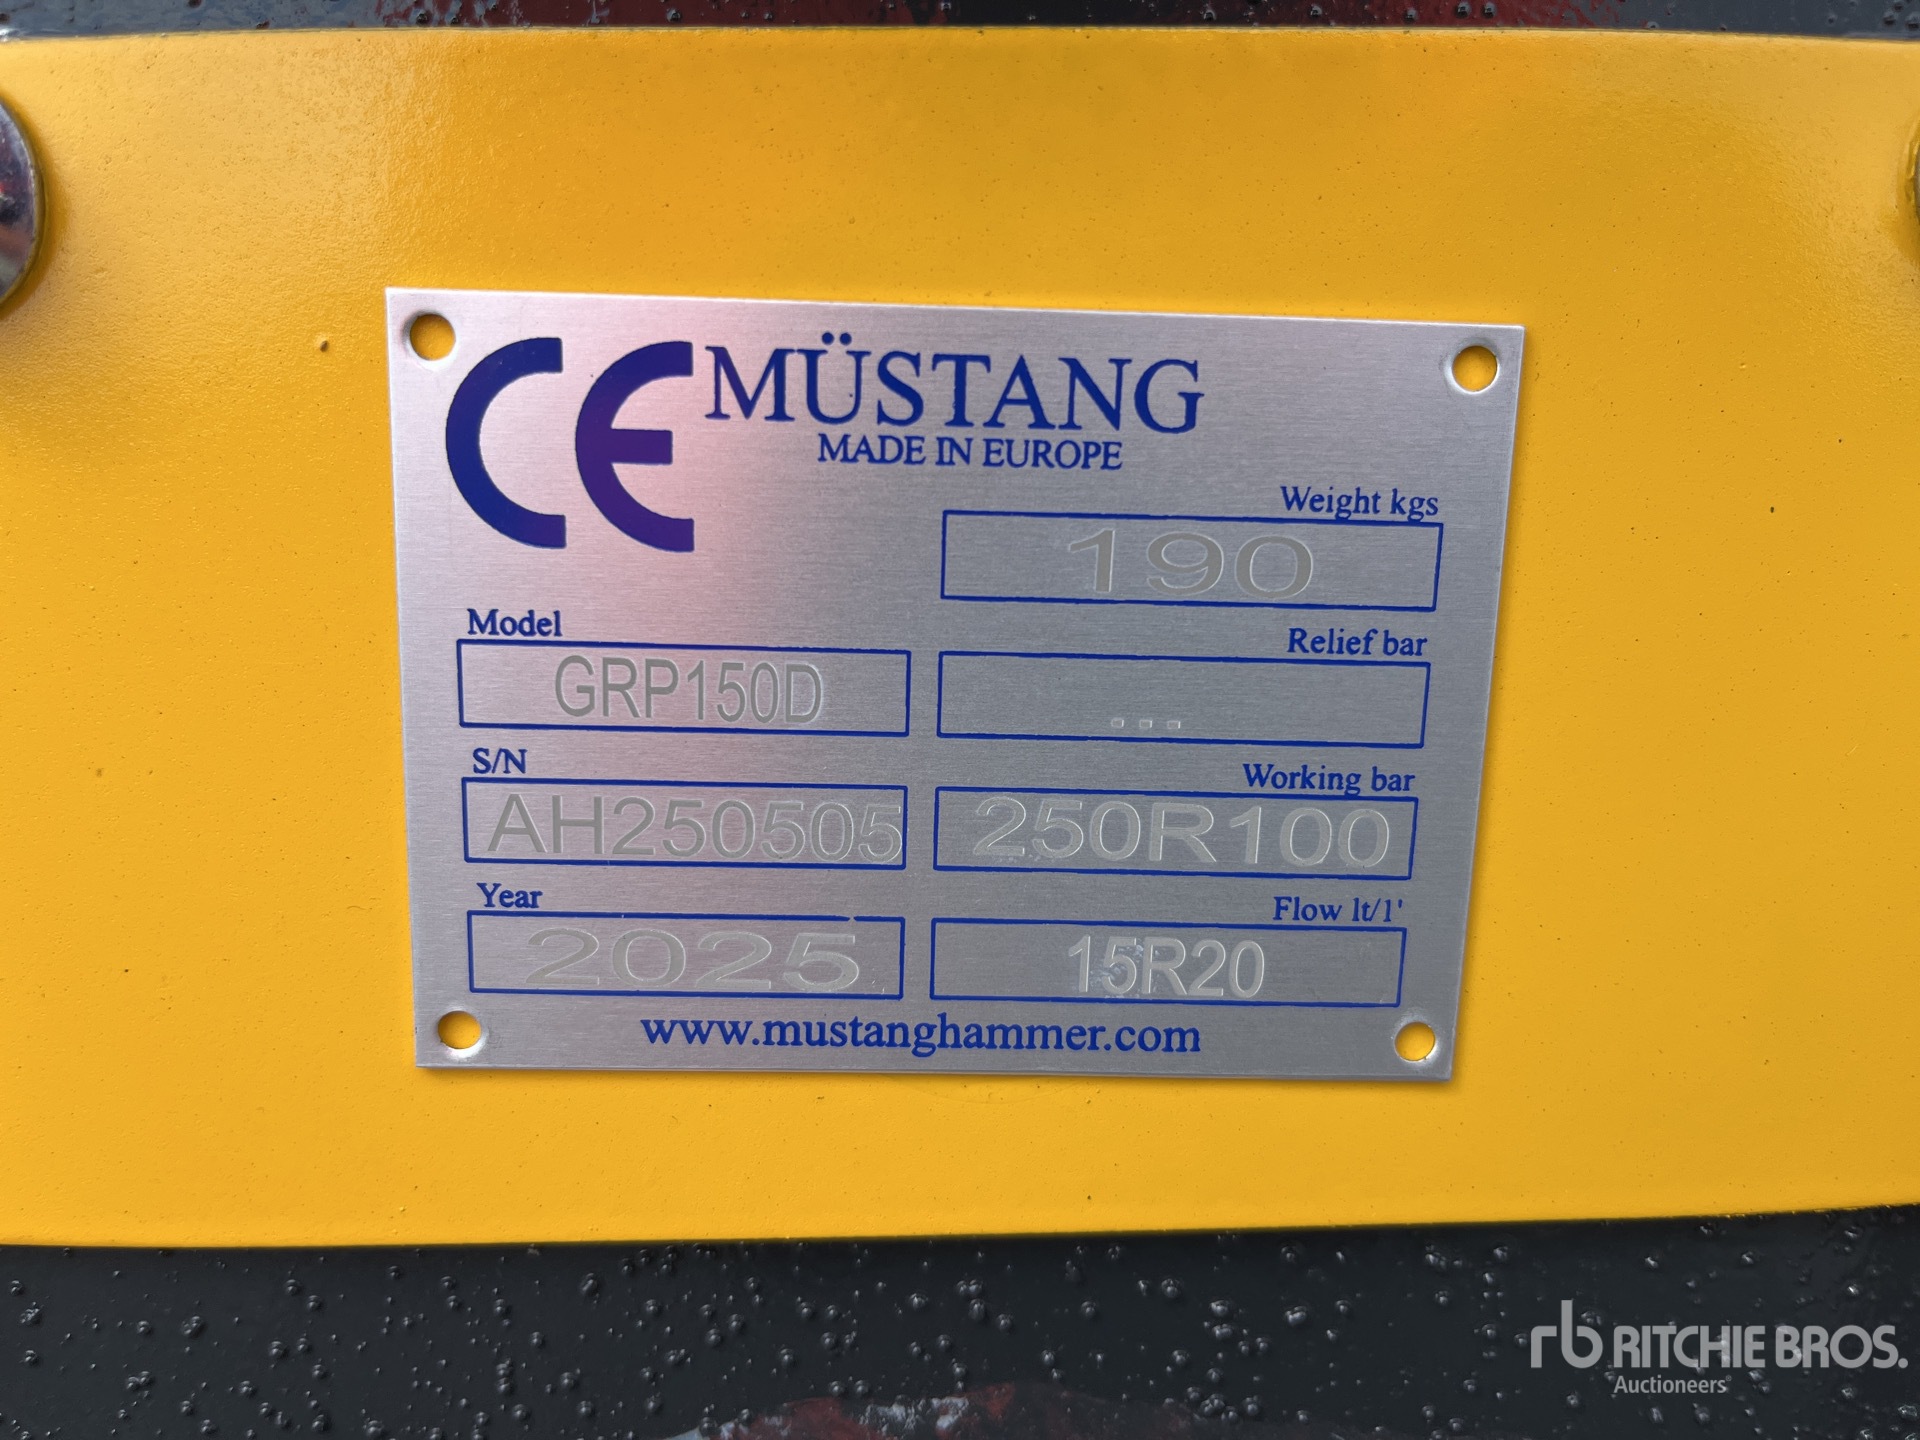 CE MÜSTANG
MADE IN EUROPE
Weight kgs
190
Model
GRP150D
Relief bar
...
S/N
AH250505
Working bar
250R100
Year
2025
Flow lt/1'
15R20
www.mustanghammer.com
rb RITCHIE BROS.
Auctioneers